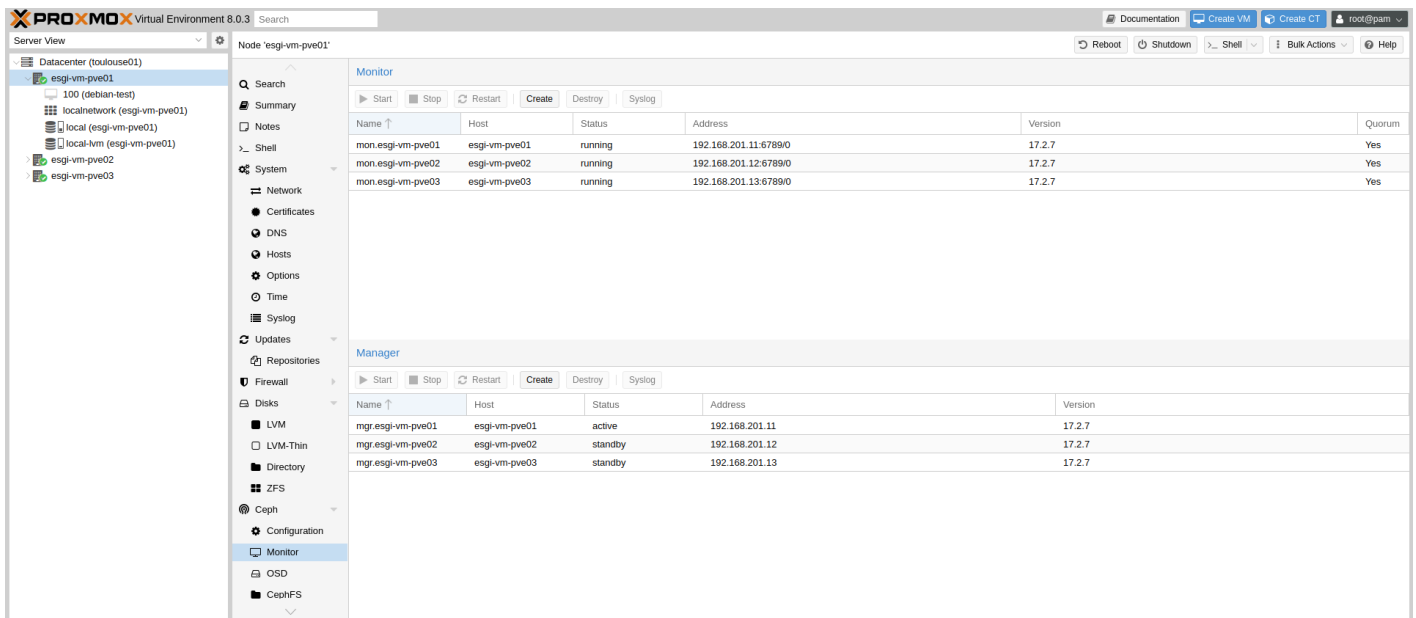 PROXMOX Virtual Environment 8.0.3 Search Documentation Create VM Create CT root@pam
Server View
Node 'esgi-vm-pve01' Reboot Shutdown >_ Shell Bulk Actions Help
Datacenter (toulouse01)
esgi-vm-pve01
100 (debian-test)
localnetwork (esgi-vm-pve01)
local (esgi-vm-pve01)
local-lvm (esgi-vm-pve01)
esgi-vm-pve02
esgi-vm-pve03
Search
Summary
Notes
>_ Shell
System
Network
Certificates
DNS
Hosts
Options
Time
Syslog
Updates
Repositories
Firewall
Disks
LVM
LVM-Thin
Directory
ZFS
Ceph
Configuration
Monitor
OSD
CephFS
Monitor
Start Stop Restart Create Destroy Syslog
Name ↑ Host Status Address Version Quorum
mon.esgi-vm-pve01 esgi-vm-pve01 running 192.168.201.11:6789/0 17.2.7 Yes
mon.esgi-vm-pve02 esgi-vm-pve02 running 192.168.201.12:6789/0 17.2.7 Yes
mon.esgi-vm-pve03 esgi-vm-pve03 running 192.168.201.13:6789/0 17.2.7 Yes
Manager
Start Stop Restart Create Destroy Syslog
Name ↑ Host Status Address Version
mgr.esgi-vm-pve01 esgi-vm-pve01 active 192.168.201.11 17.2.7
mgr.esgi-vm-pve02 esgi-vm-pve02 standby 192.168.201.12 17.2.7
mgr.esgi-vm-pve03 esgi-vm-pve03 standby 192.168.201.13 17.2.7